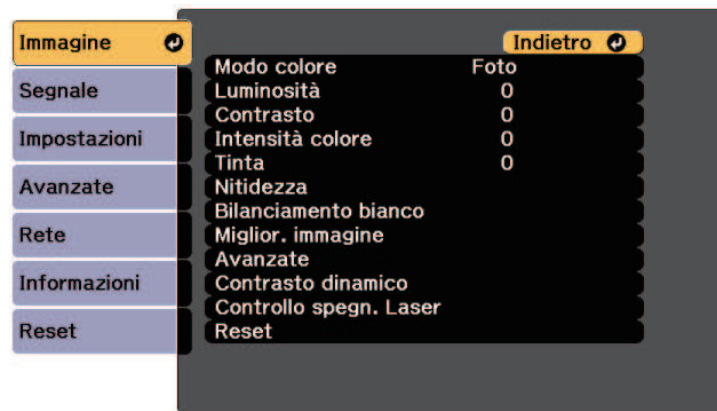 Immagine
Segnale
Impostazioni
Avanzate
Rete
Informazioni
Reset
Indietro
Modo colore Foto
Luminosità 0
Contrasto 0
Intensità colore 0
Tinta 0
Nitidezza
Bilanciamento bianco
Miglior. immagine
Avanzate
Contrasto dinamico
Controllo spegn. Laser
Reset